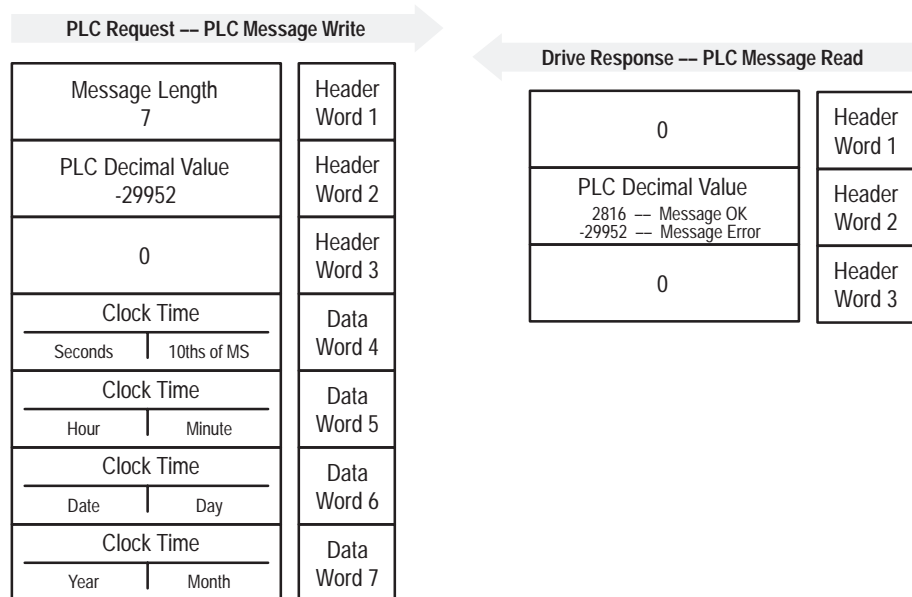 PLC Request –– PLC Message Write
Message Length
7
Header
Word 1
PLC Decimal Value
-29952
Header
Word 2
0
Header
Word 3
Clock Time
Seconds 10ths of MS
Data
Word 4
Clock Time
Hour Minute
Data
Word 5
Clock Time
Date Day
Data
Word 6
Clock Time
Year Month
Data
Word 7
Drive Response –– PLC Message Read
0
Header
Word 1
PLC Decimal Value
2816 –– Message OK
-29952 –– Message Error
Header
Word 2
0
Header
Word 3